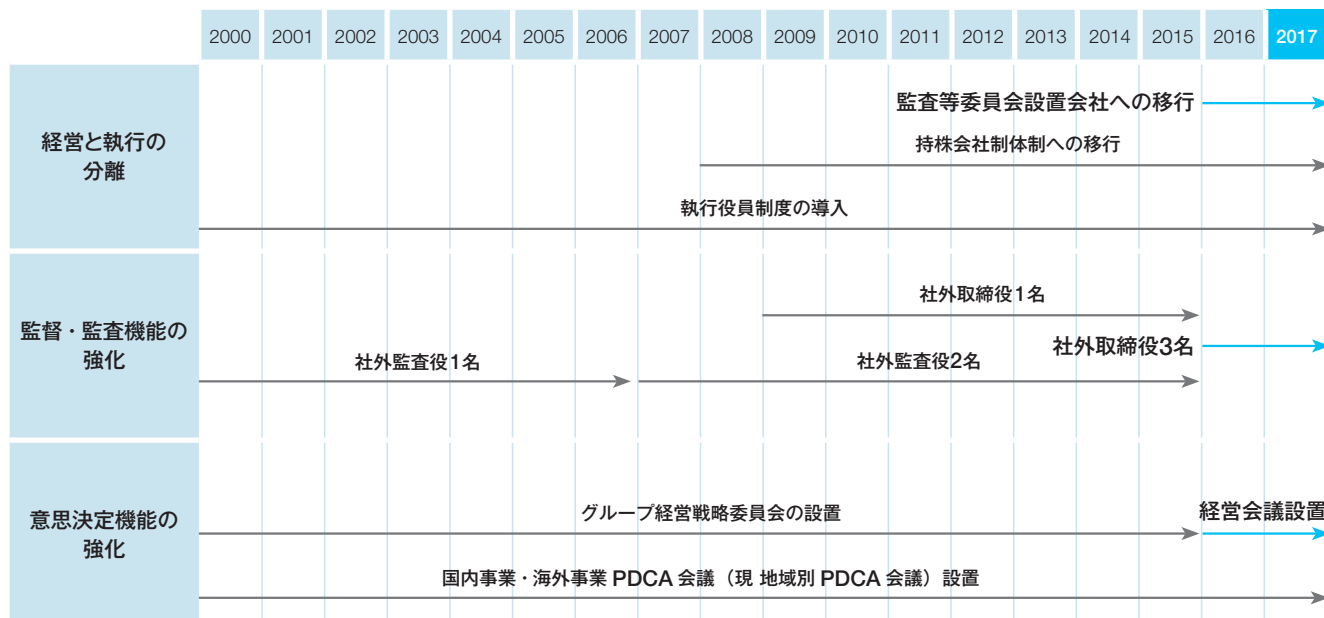 2000 2001 2002 2003 2004 2005 2006 2007 2008 2009 2010 2011 2012 2013 2014 2015 2016 2017
経営と執行の
分離
監査等委員会設置会社への移行
持株会社制体制への移行
執行役員制度の導入
監督・監査機能の
強化
社外取締役1名
社外取締役3名
社外監査役1名
社外監査役2名
意思決定機能の
強化
グループ経営戦略委員会の設置
経営会議設置
国内事業・海外事業 PDCA 会議（現 地域別 PDCA 会議）設置